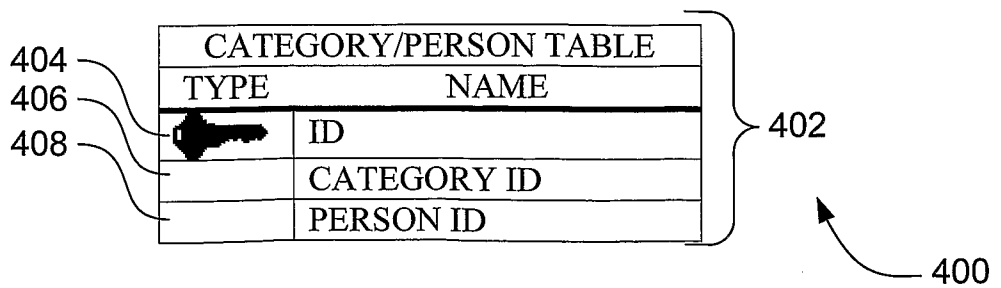 CATEGORY/PERSON TABLE
404 TYPE NAME
406
408 ID
402
CATEGORY ID
PERSON ID
400